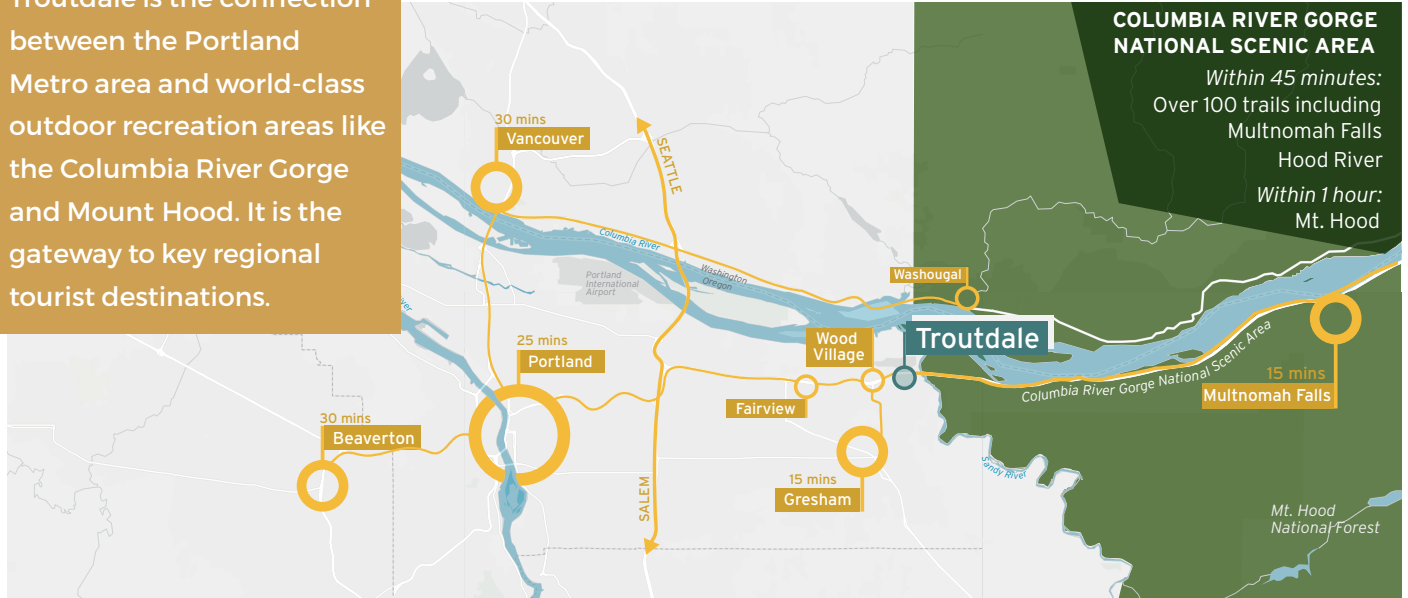 Troutdale is the connection
between the Portland
Metro area and world-class
outdoor recreation areas like
the Columbia River Gorge
and Mount Hood. It is the
gateway to key regional
tourist destinations.
COLUMBIA RIVER GORGE
NATIONAL SCENIC AREA
Within 45 minutes:
Over 100 trails including
Multnomah Falls
Hood River
Within 1 hour:
Mt. Hood
30 mins
Vancouver
SEATTLE
Columbia River
Washington
Oregon
Portland
International
Airport
Washougal
Troutdale
Wood
Village
25 mins
Portland
Fairview
Columbia River Gorge National Scenic Area
15 mins
Multnomah Falls
30 mins
Beaverton
15 mins
Gresham
SALEM
Sandy River
Mt. Hood
National Forest